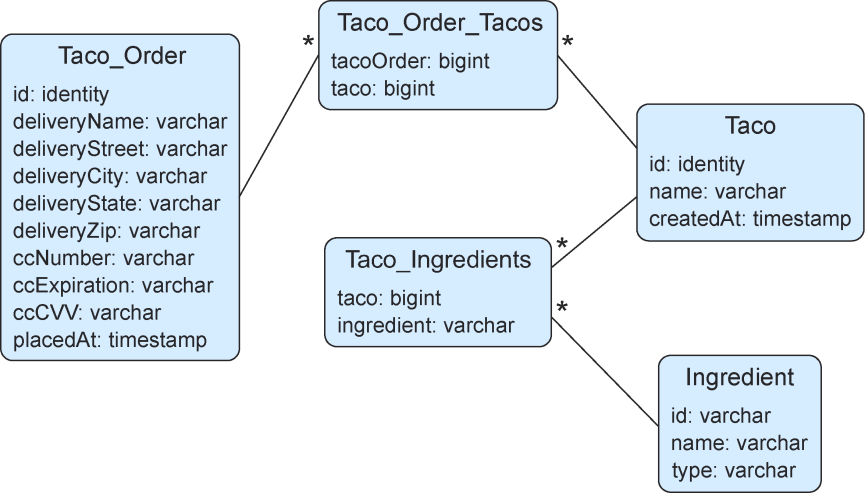 Taco_Order
id: identity
deliveryName: varchar
deliveryStreet: varchar
deliveryCity: varchar
deliveryState: varchar
deliveryZip: varchar
ccNumber: varchar
ccExpiration: varchar
ccCVV: varchar
placedAt: timestamp
*
Taco_Order_Tacos
tacoOrder: bigint
taco: bigint
*
Taco
id: identity
name: varchar
createdAt: timestamp
Taco_Ingredients
taco: bigint
ingredient: varchar
*
*
Ingredient
id: varchar
name: varchar
type: varchar